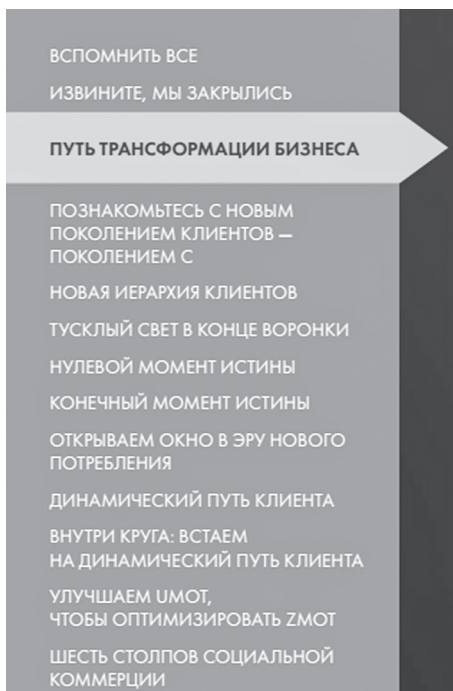 ВСПОМНИТЬ ВСЕ
ИЗВИНИТЕ, МЫ ЗАКРЫЛИСЬ
ПУТЬ ТРАНСФОРМАЦИИ БИЗНЕСА
ПОЗНАКОМЬТЕСЬ С НОВЫМ
ПОКОЛЕНИЕМ КЛИЕНТОВ —
ПОКОЛЕНИЕМ С
НОВАЯ ИЕРАРХИЯ КЛИЕНТОВ
ТУСКЛЫЙ СВЕТ В КОНЦЕ ВОРОНКИ
НУЛЕВОЙ МОМЕНТ ИСТИНЫ
КОНЕЧНЫЙ МОМЕНТ ИСТИНЫ
ОТКРЫВАЕМ ОКНО В ЭРУ НОВОГО
ПОТРЕБЛЕНИЯ
ДИНАМИЧЕСКИЙ ПУТЬ КЛИЕНТА
ВНУТРИ КРУГА: ВСТАЕМ
НА ДИНАМИЧЕСКИЙ ПУТЬ КЛИЕНТА
УЛУЧШАЕМ UMOT,
ЧТОБЫ ОПТИМИЗИРОВАТЬ ZMOT
ШЕСТЬ СТОЛПОВ СОЦИАЛЬНОЙ
КОММЕРЦИИ